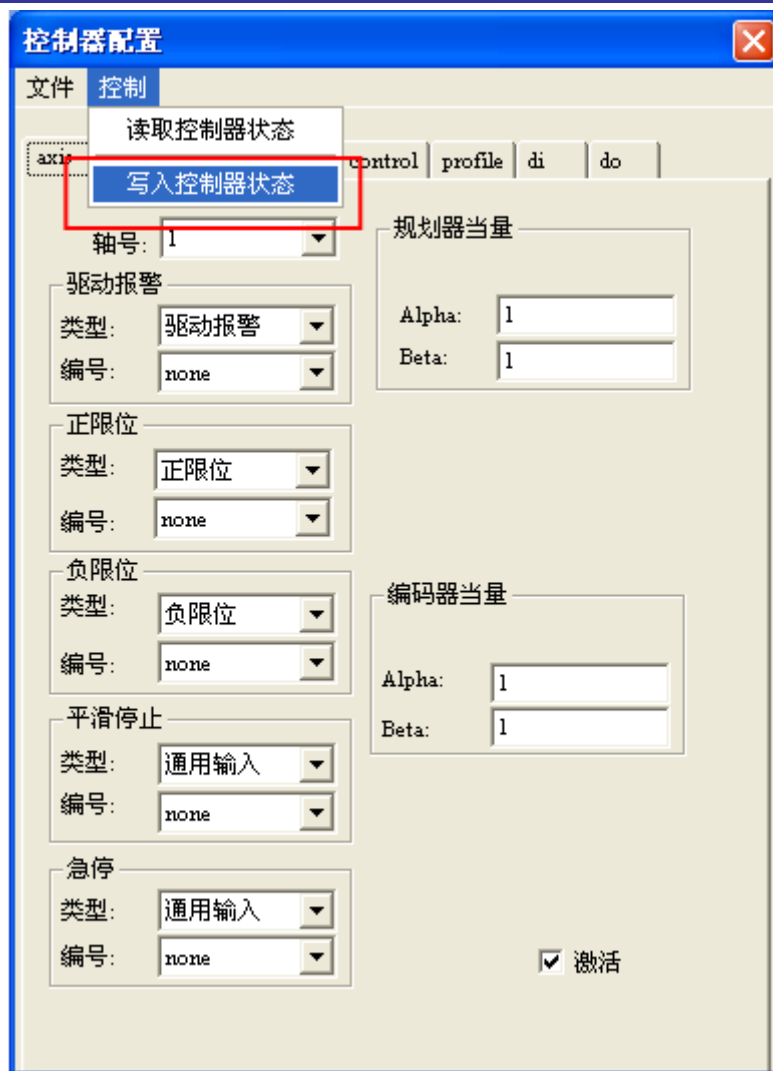 控制器配置
文件 控制
读取控制器状态
写入控制器状态
axis control profile di do
轴号: 1
规划器当量
Alpha: 1
Beta: 1
驱动报警
类型: 驱动报警
编号: none
正限位
类型: 正限位
编号: none
负限位
类型: 负限位
编号: none
编码器当量
Alpha: 1
Beta: 1
平滑停止
类型: 通用输入
编号: none
急停
类型: 通用输入
编号: none
激活